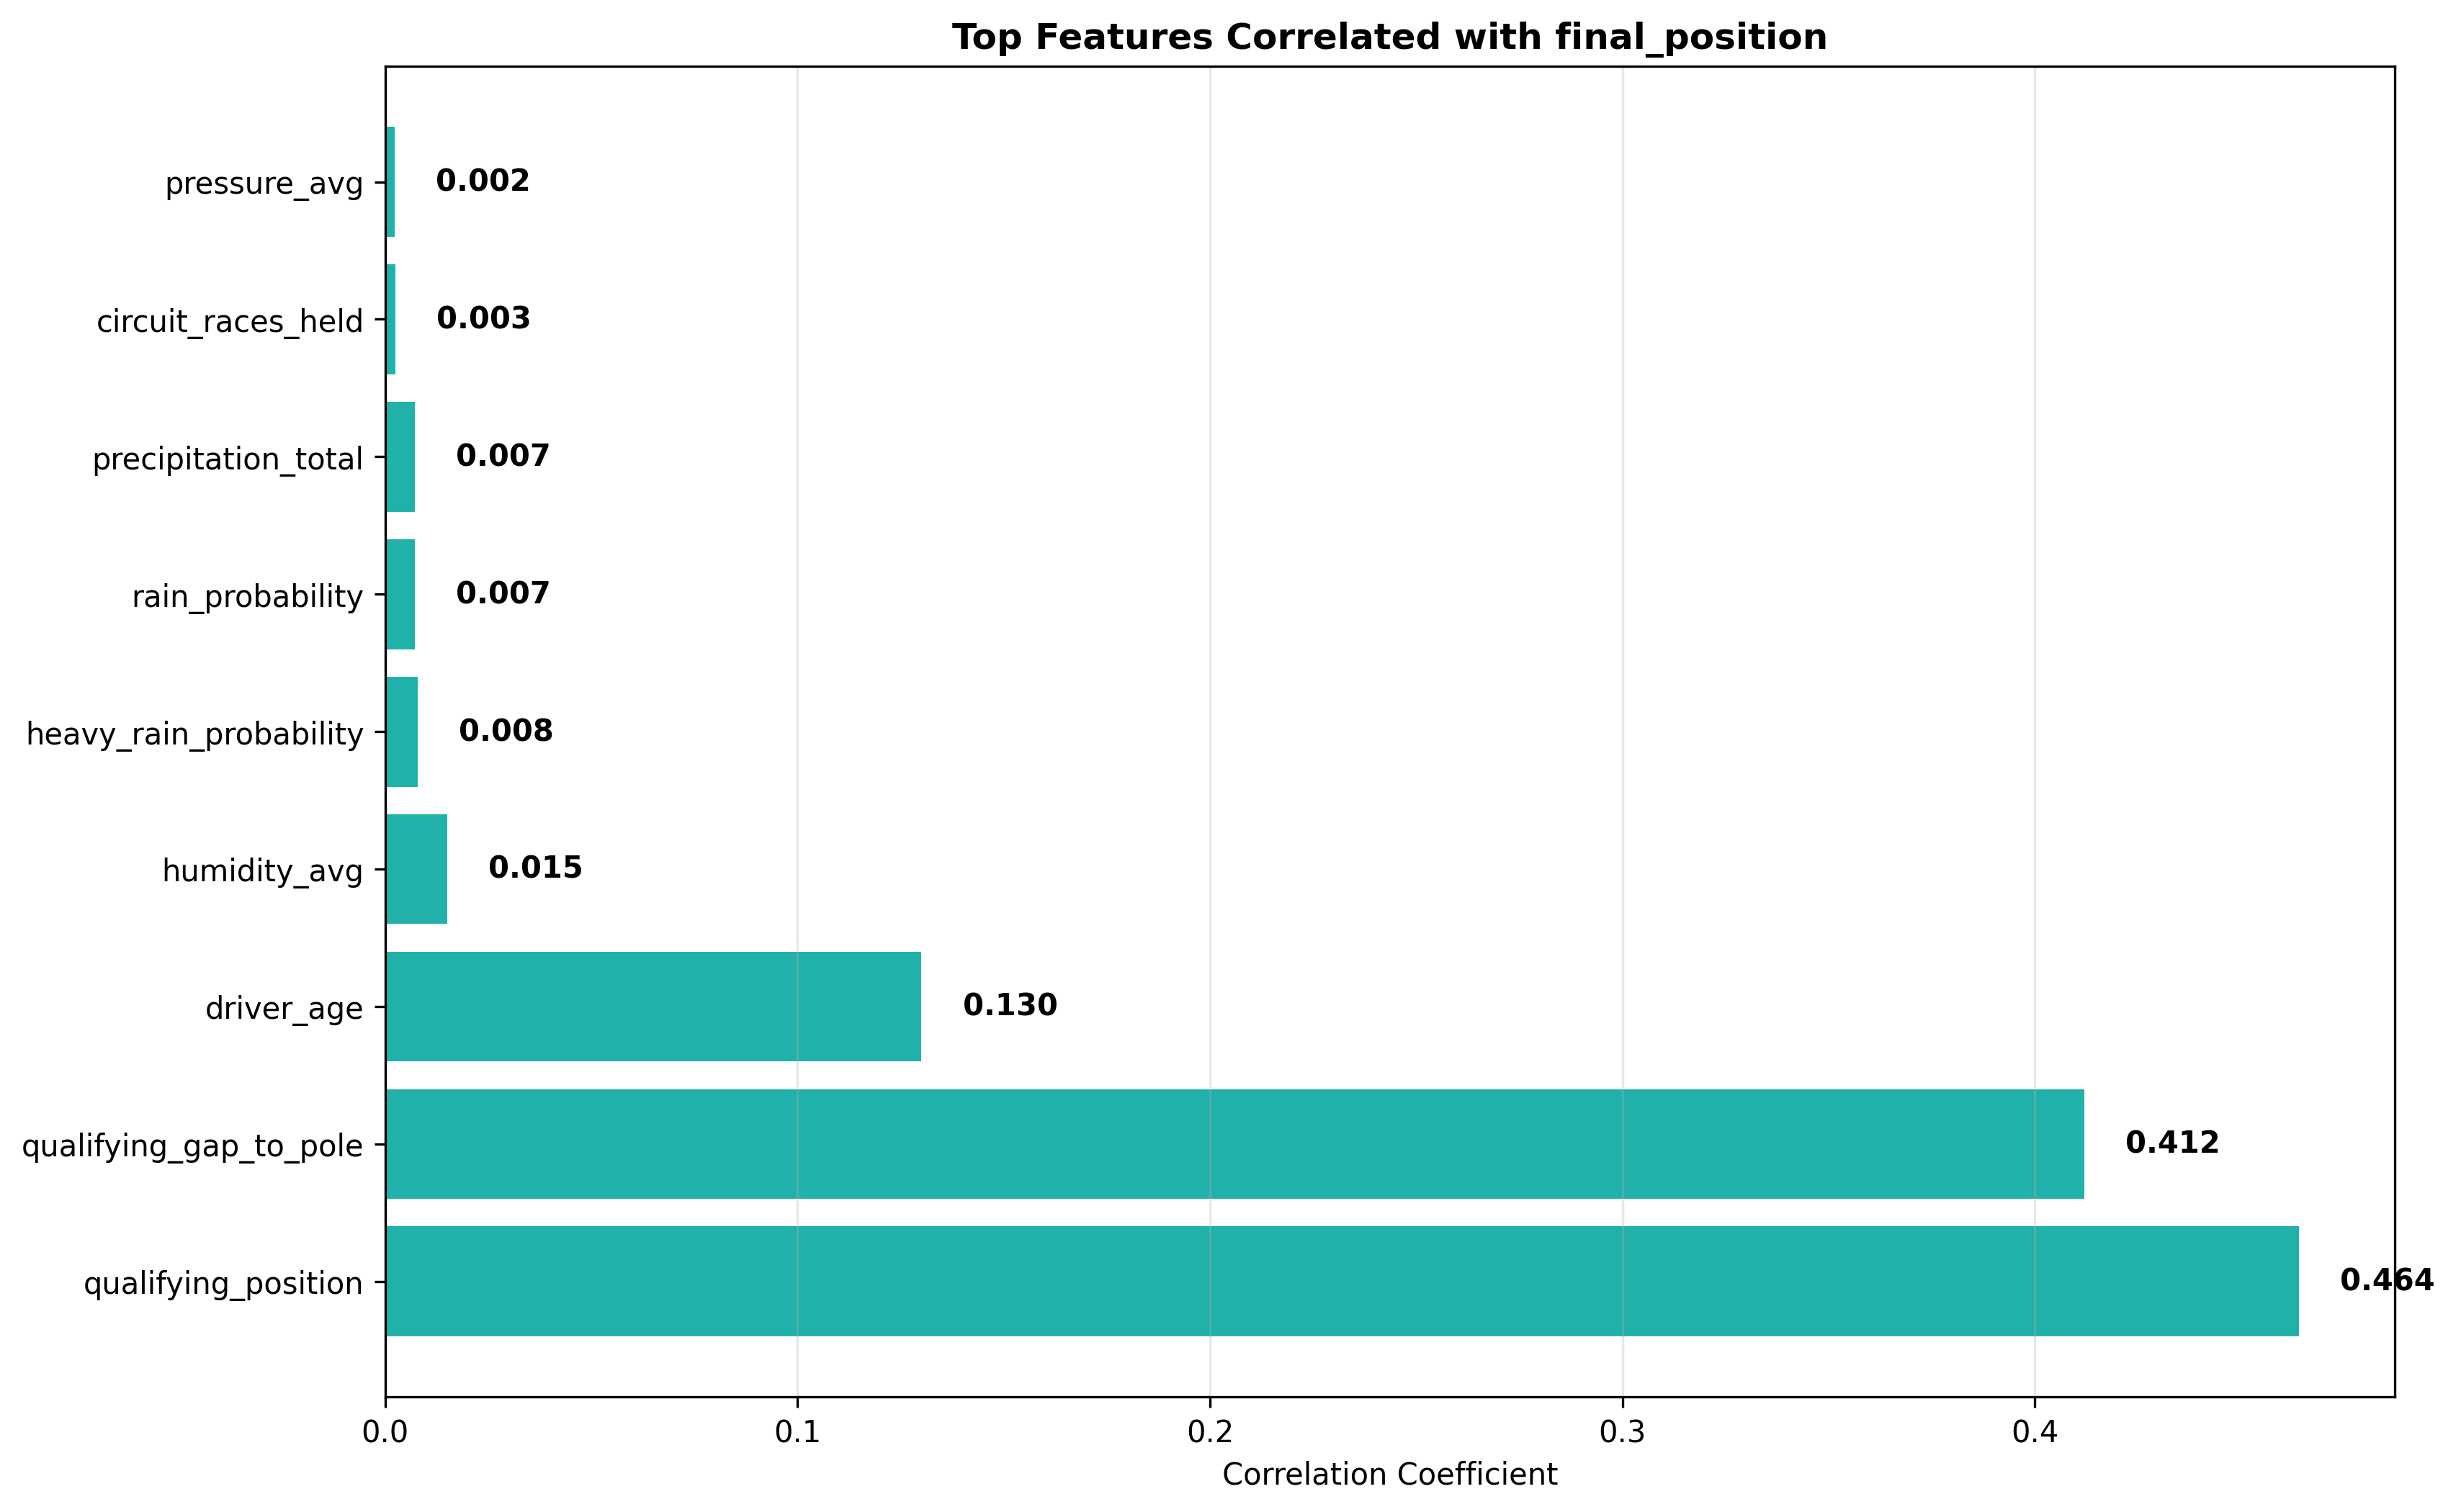 Top Features Correlated with final_position
pressure_avg 0.002
circuit_races_held 0.003
precipitation_total 0.007
rain_probability 0.007
heavy_rain_probability 0.008
humidity_avg 0.015
driver_age 0.130
qualifying_gap_to_pole 0.412
qualifying_position 0.464
0.0 0.1 0.2 0.3 0.4
Correlation Coefficient